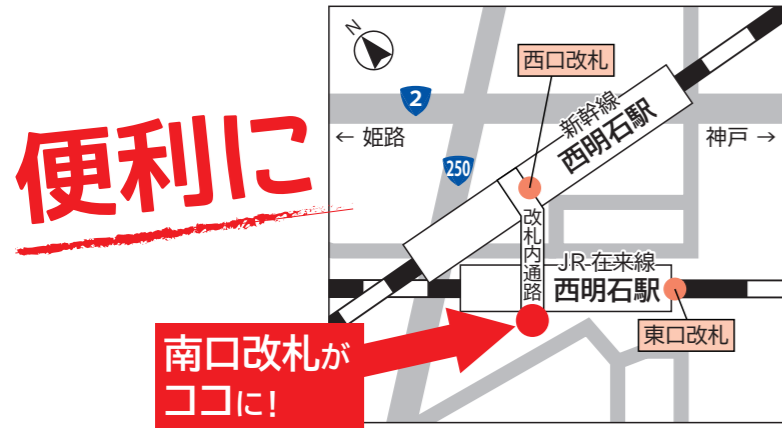 便利に
N
西口改札
2
新幹線
西明石駅
← 姫路
神戸 →
250
改札内通路
JR 在来線
西明石駅
東口改札
南口改札が
ココに!